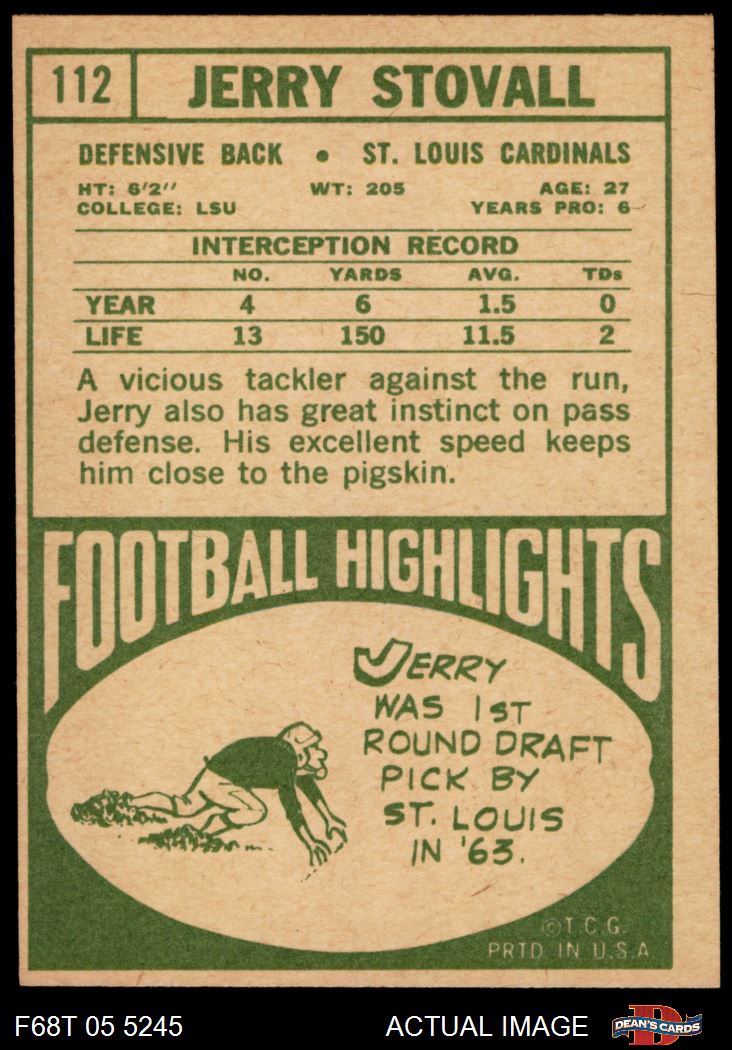 112 JERRY STOVALL
DEFENSIVE BACK • ST. LOUIS CARDINALS
HT: 6'2" WT: 205 AGE: 27
COLLEGE: LSU YEARS PRO: 6
INTERCEPTION RECORD
NO. YARDS AVG. TDs
YEAR 4 6 1.5 0
LIFE 13 150 11.5 2
A vicious tackler against the run,
Jerry also has great instinct on pass
defense. His excellent speed keeps
him close to the pigskin.
FOOTBALL HIGHLIGHTS
JERRY
WAS 1ST
ROUND DRAFT
PICK BY
ST. LOUIS
IN '63.
©T.C.G.
PRTD IN U.S.A
F68T 05 5245 ACTUAL IMAGE D DEAN'S CARDS